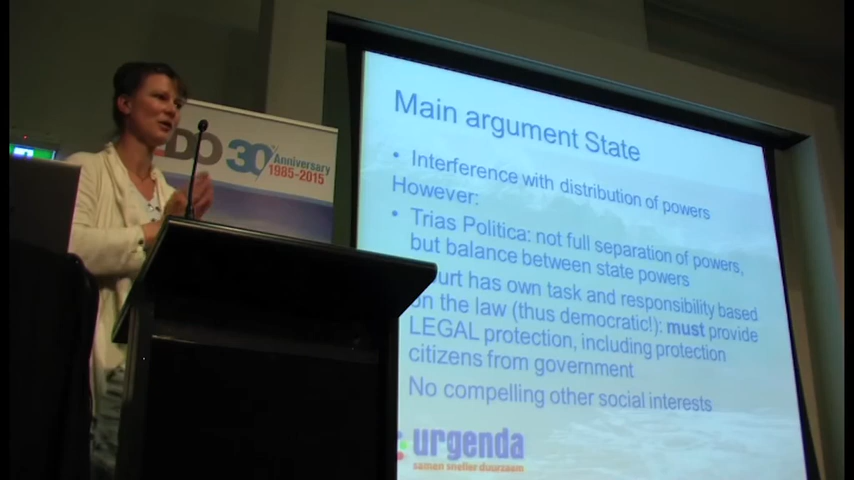 DO 30
Anniversary
1985-2015
Main argument State
• Interference with distribution of powers
However:
• Trias Politica: not full separation of powers,
but balance between state powers
urt has own task and responsibility based
on the law (thus democratic!): must provide
LEGAL protection, including protection
citizens from government
No compelling other social interests
urgenda
samen sneller duurzaam